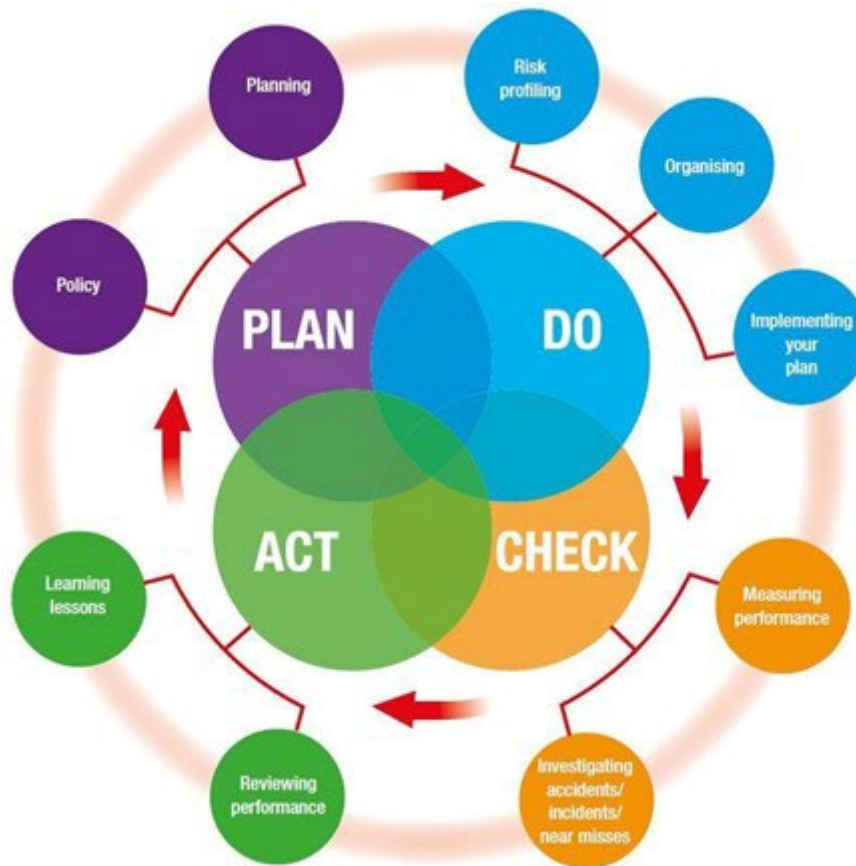 Planning
Risk
profiling
Organising
Policy
Implementing
your
plan
PLAN
DO
ACT
CHECK
Learning
lessons
Measuring
performance
Reviewing
performance
Investigating
accidents/
incidents/
near misses